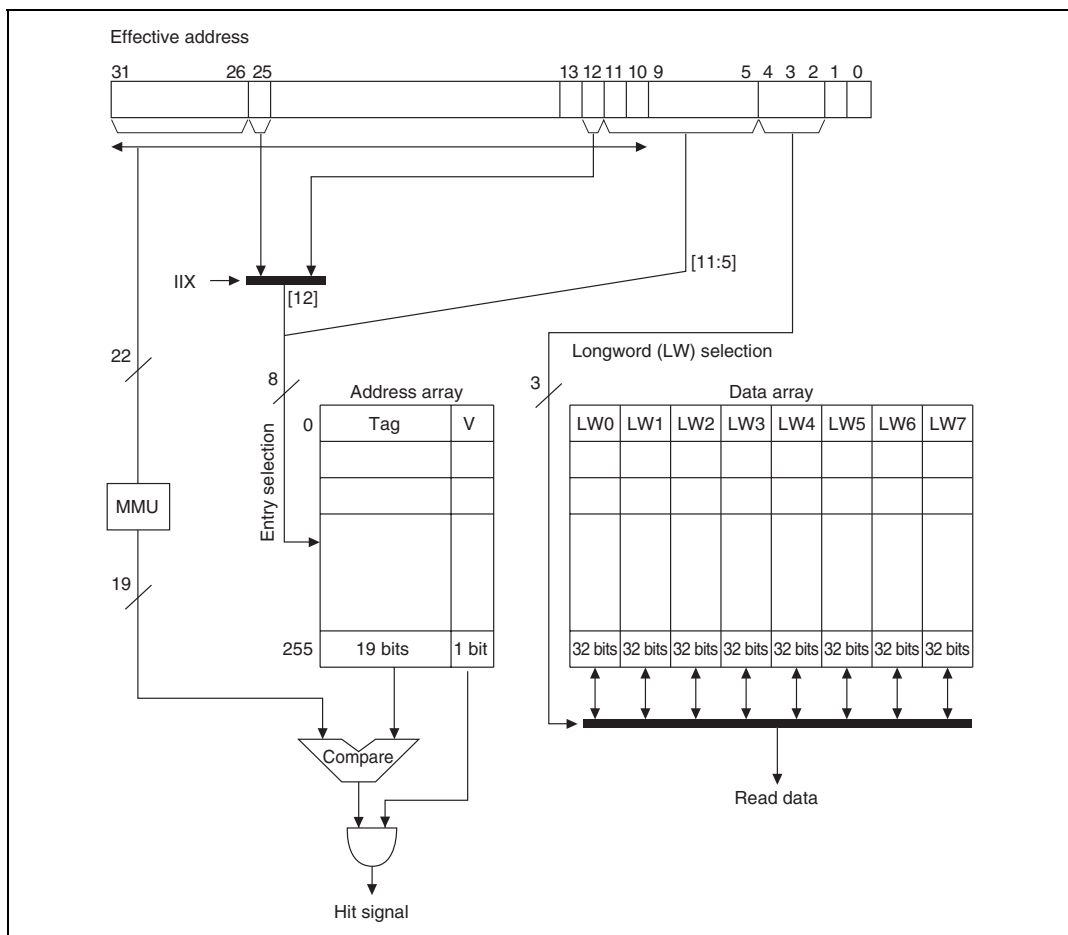 Effective address
31 26 25 13 12 11 10 9 5 4 3 2 1 0
[11:5]
IIX
[12]
22
Longword (LW) selection
8
3
Address array
Data array
0 Tag V
LW0 LW1 LW2 LW3 LW4 LW5 LW6 LW7
Entry selection
MMU
19
255 19 bits 1 bit
32 bits 32 bits 32 bits 32 bits 32 bits 32 bits 32 bits 32 bits
Compare
Read data
Hit signal